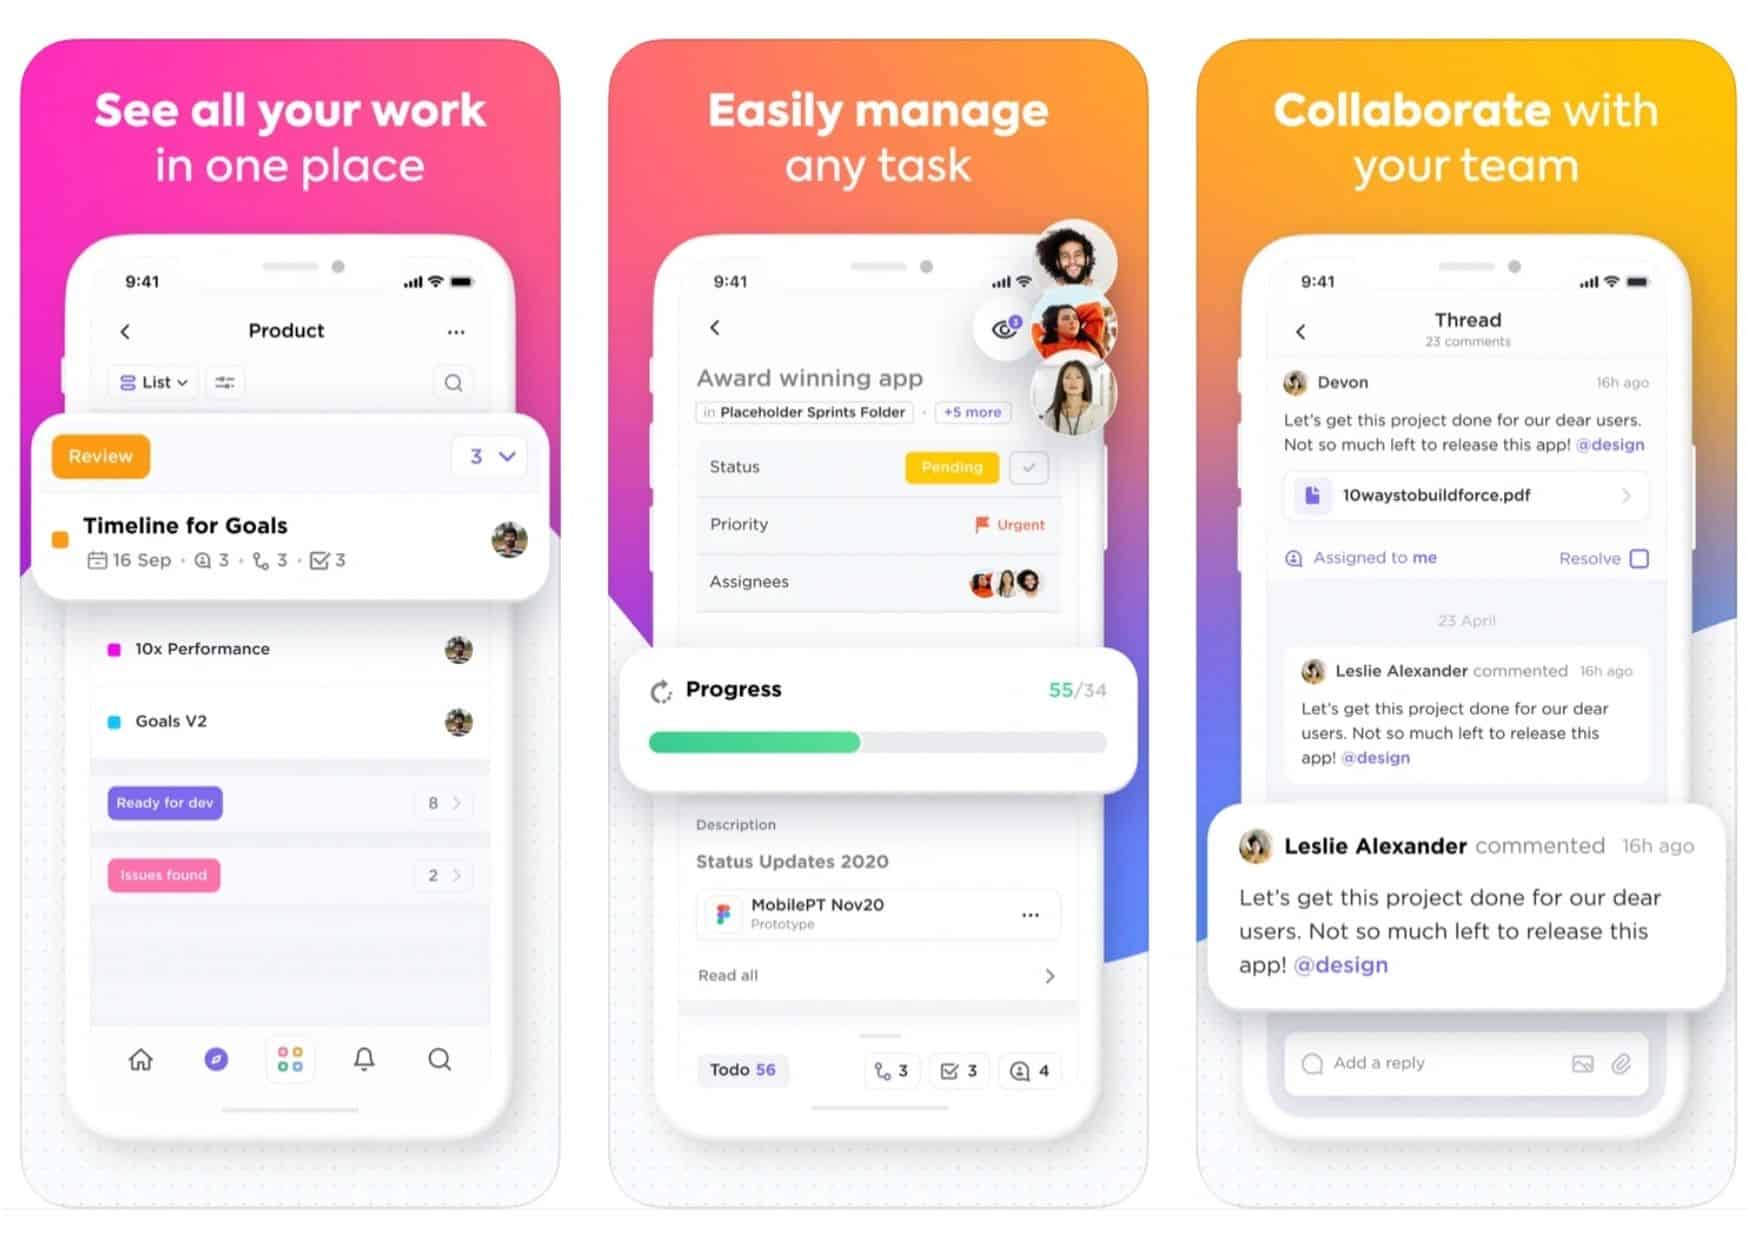 See all your work
in one place
9:41
Product
List
Review
3
Timeline for Goals
16 Sep · 3 · 3 · 3
10x Performance
Goals V2
Ready for dev
8
Issues found
2
Easily manage
any task
9:41
3
Award winning app
in Placeholder Sprints Folder · +5 more
Status
Pending
Priority
Urgent
Assignees
Progress
55/34
Description
Status Updates 2020
MobilePT Nov20
Prototype
Read all
Todo 56
3
3
4
Collaborate with
your team
9:41
Thread
23 comments
Devon
16h ago
Let's get this project done for our dear users.
Not so much left to release this app! @design
10waystobuildforce.pdf
Assigned to me
Resolve
23 April
Leslie Alexander commented 16h ago
Let's get this project done for our dear
users. Not so much left to release this
app! @design
Leslie Alexander commented 16h ago
Let's get this project done for our dear
users. Not so much left to release this
app! @design
Add a reply